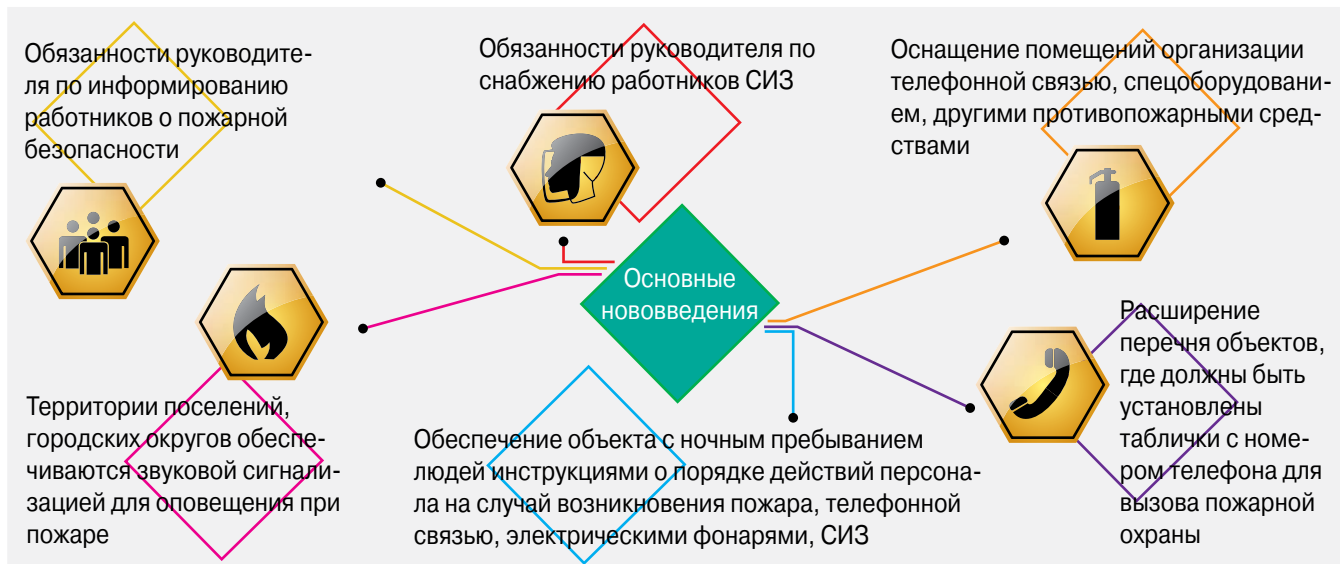 Обязанности руководите-
ля по информированию
работников о пожарной
безопасности
Обязанности руководителя по
снабжению работников СИЗ
Оснащение помещений организации
телефонной связью, спецоборудовани-
ем, другими противопожарными сред-
ствами
Основные
нововведения
Территории поселений,
городских округов обеспе-
чиваются звуковой сигнали-
зацией для оповещения при
пожаре
Обеспечение объекта с ночным пребыванием
людей инструкциями о порядке действий персона-
ла на случай возникновения пожара, телефонной
связью, электрическими фонарями, СИЗ
Расширение
перечня объектов,
где должны быть
установлены
таблички с номе-
ром телефона для
вызова пожарной
охраны